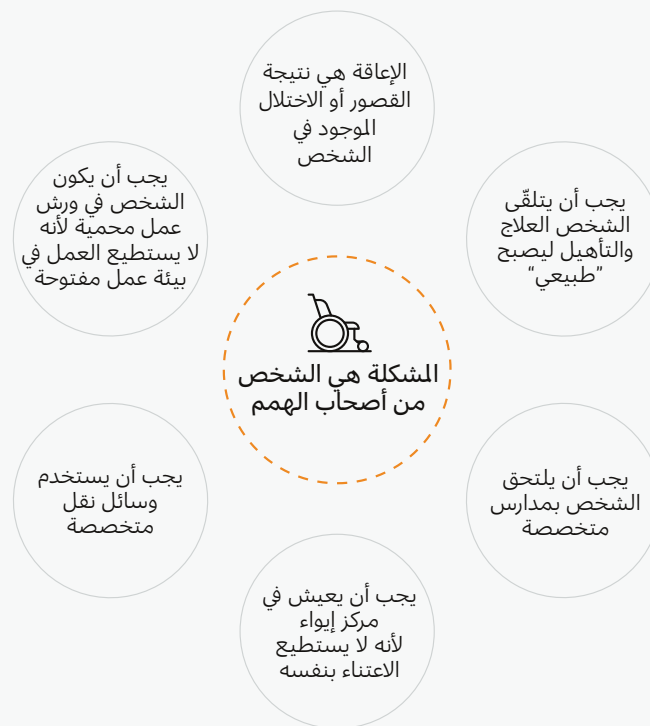 الإعاقة هي نتيجة
القصور أو الاختلال
الموجود في
الشخص
يجب أن يتلقّى
الشخص العلاج
والتأهيل ليصبح
”طبيعي“
يجب أن يكون
الشخص في ورش
عمل محمية لأنه
لا يستطيع العمل في
بيئة عمل مفتوحة
المشكلة هي الشخص
من أصحاب الهمم
يجب أن يلتحق
الشخص بمدارس
متخصصة
يجب أن يستخدم
وسائل نقل
متخصصة
يجب أن يعيش في
مركز إيواء
لأنه لا يستطيع
الاعتناء بنفسه